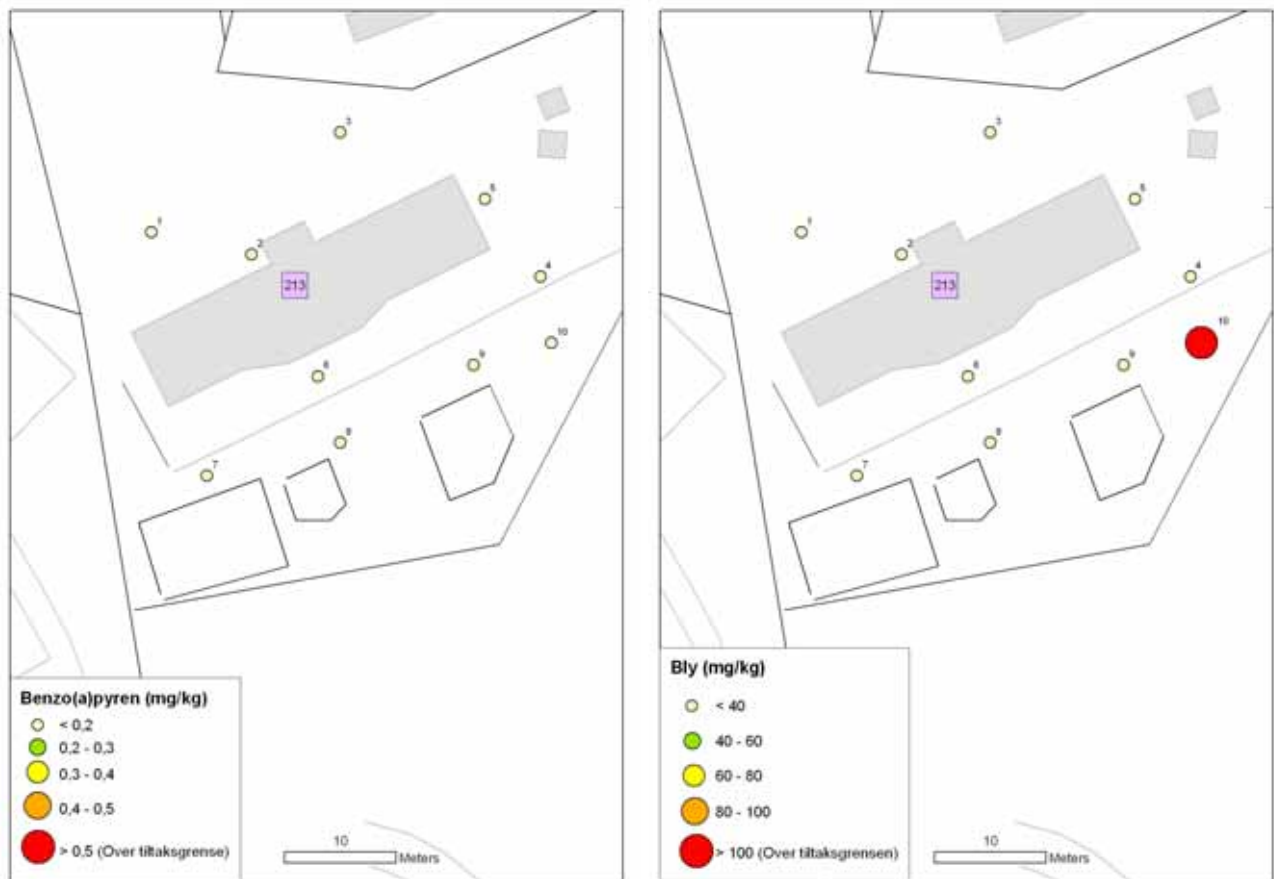 3
5
1
2
213
4
10
9
6
8
7
Benzo(a)pyren (mg/kg)
< 0,2
0,2 - 0,3
0,3 - 0,4
0,4 - 0,5
> 0,5 (Over tiltaksgrense)
10
Meters
3
5
1
2
213
4
10
9
6
8
7
Bly (mg/kg)
< 40
40 - 60
60 - 80
80 - 100
> 100 (Over tiltaksgrensen)
10
Meters